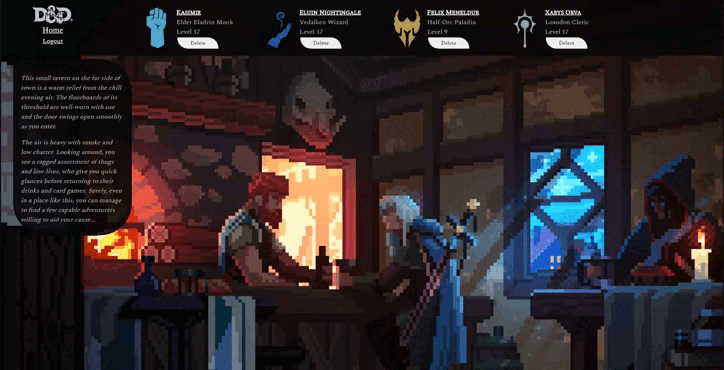 D&D
Home
Logout
Kasimir
Elder Eladrin Monk
Level 17
Delete
Eluin Nightingale
Vedalken Wizard
Level 17
Delete
Felix Meneldur
Half-Orc Paladin
Level 9
Delete
Xabys Orva
Loxodon Cleric
Level 17
Delete
This small tavern on the far side of
town is a warm relief from the chill
evening air. The floorboards of its
threshold are well-worn with use
and the door swings open smoothly
as you enter.
The air is heavy with smoke and
low chatter. Looking around, you
see a ragged assortment of thugs
and low-lives, who give you quick
glances before returning to their
drinks and card games. Surely, even
in a place like this, you can manage
to find a few capable adventurers
willing to aid your cause...